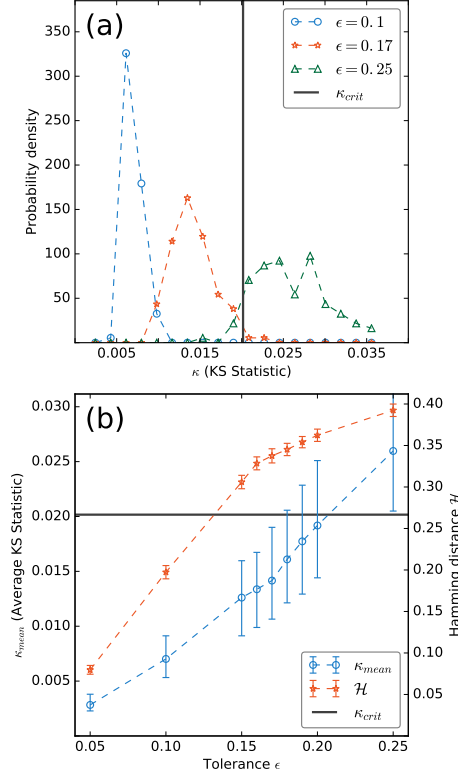 (a)
ϵ = 0.1
ϵ = 0.17
ϵ = 0.25
κcrit
350
300
250
200
150
100
50
Probability density
0.005 0.015 0.025 0.035
κ (KS Statistic)
(b)
0.030
0.025
0.020
0.015
0.010
0.005
κmean (Average KS Statistic)
0.40
0.35
0.30
0.25
0.20
0.15
0.10
0.05
Hamming distance ℋ
κmean
ℋ
κcrit
0.05 0.10 0.15 0.20 0.25
Tolerance ϵ